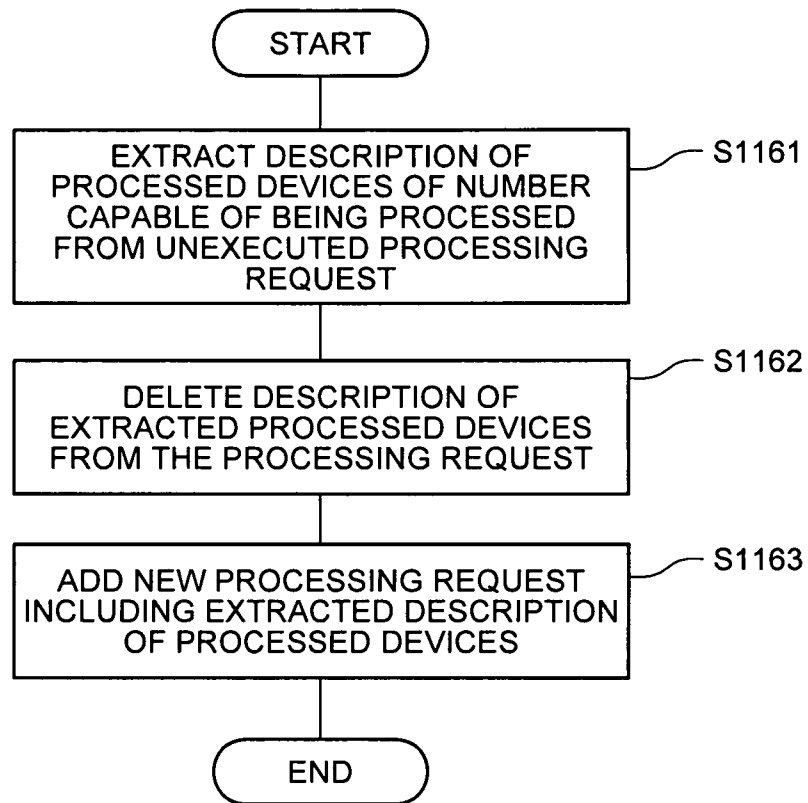 START
EXTRACT DESCRIPTION OF
PROCESSED DEVICES OF NUMBER
CAPABLE OF BEING PROCESSED
FROM UNEXECUTED PROCESSING
REQUEST
S1161
DELETE DESCRIPTION OF
EXTRACTED PROCESSED DEVICES
FROM THE PROCESSING REQUEST
S1162
ADD NEW PROCESSING REQUEST
INCLUDING EXTRACTED DESCRIPTION
OF PROCESSED DEVICES
S1163
END